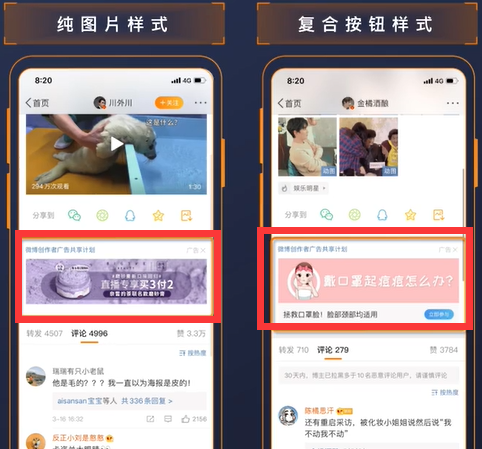 纯图片样式
8:20
4G
首页
川外川
+关注
这是什么?
294万次观看
1:30
分享到
微博创作者广告共享计划
广告
直播专享买3付2
转发 4507
评论 4996
赞 3.3万
按热度
瑞瑞有只小老鼠
他是毛的？？？我一直以为海报是皮的!
aisansan宝宝等人 共336条回复 >
3-16 16:32
2156
反正小刘是憨憨
复合按钮样式
8:20
4G
首页
金橘酒酿
动图
动图
娱乐明星
分享到
微博创作者广告共享计划
广告
戴口罩起痘痘怎么办？
拯救口罩脸！脸部颈部均适用
立即参与
转发 710
评论 279
赞 3784
30天内，博主已拉黑多于10名恶意评论用户，请谨慎评论
按热度
陈橘思汗
还有重启采访，被化妆小姐姐说然后说“我
不动我不动”